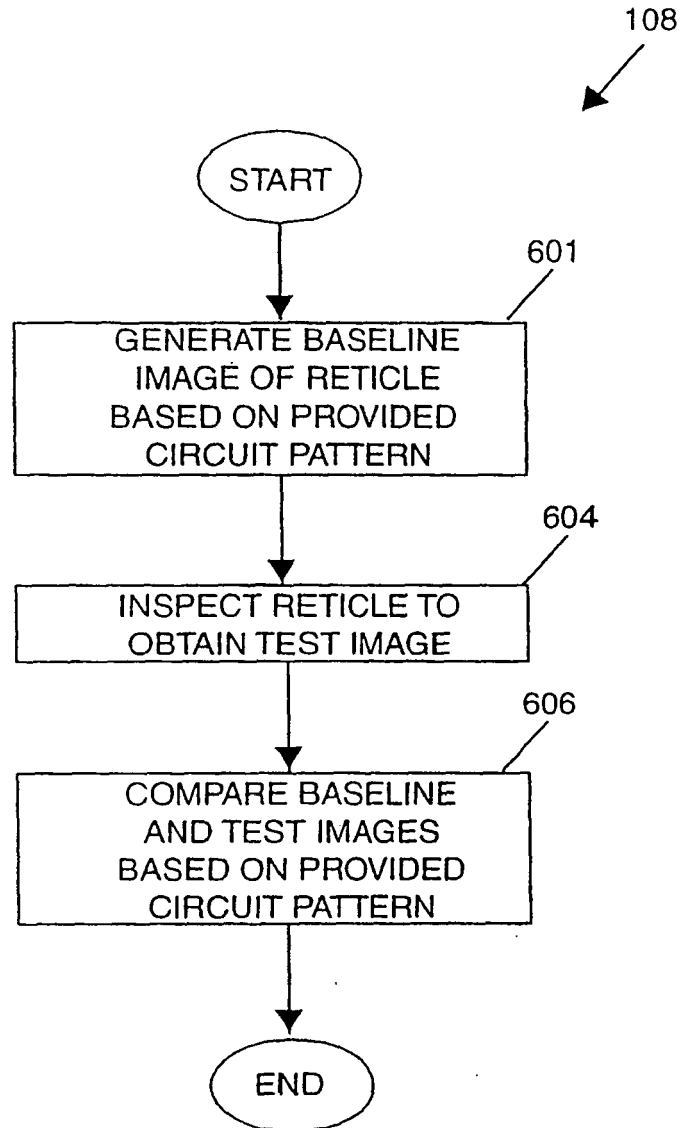 108
START
601
GENERATE BASELINE
IMAGE OF RETICLE
BASED ON PROVIDED
CIRCUIT PATTERN
604
INSPECT RETICLE TO
OBTAIN TEST IMAGE
606
COMPARE BASELINE
AND TEST IMAGES
BASED ON PROVIDED
CIRCUIT PATTERN
END